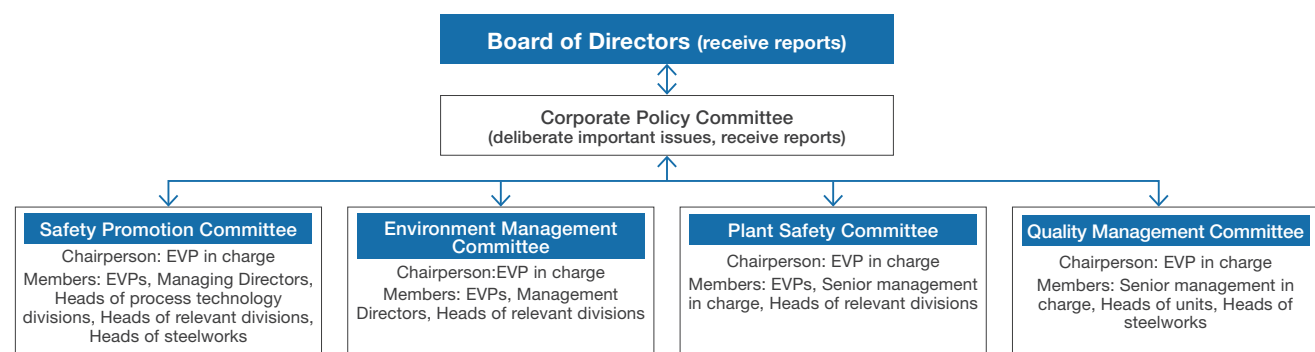 Board of Directors (receive reports)
Corporate Policy Committee
(deliberate important issues, receive reports)
Safety Promotion Committee
Chairperson: EVP in charge
Members: EVPs, Managing Directors,
Heads of process technology
divisions, Heads of relevant divisions,
Heads of steelworks
Environment Management
Committee
Chairperson:EVP in charge
Members: EVPs, Management
Directors, Heads of relevant divisions
Plant Safety Committee
Chairperson: EVP in charge
Members: EVPs, Senior management
in charge, Heads of relevant divisions
Quality Management Committee
Chairperson: EVP in charge
Members: Senior management in
charge, Heads of units, Heads of
steelworks